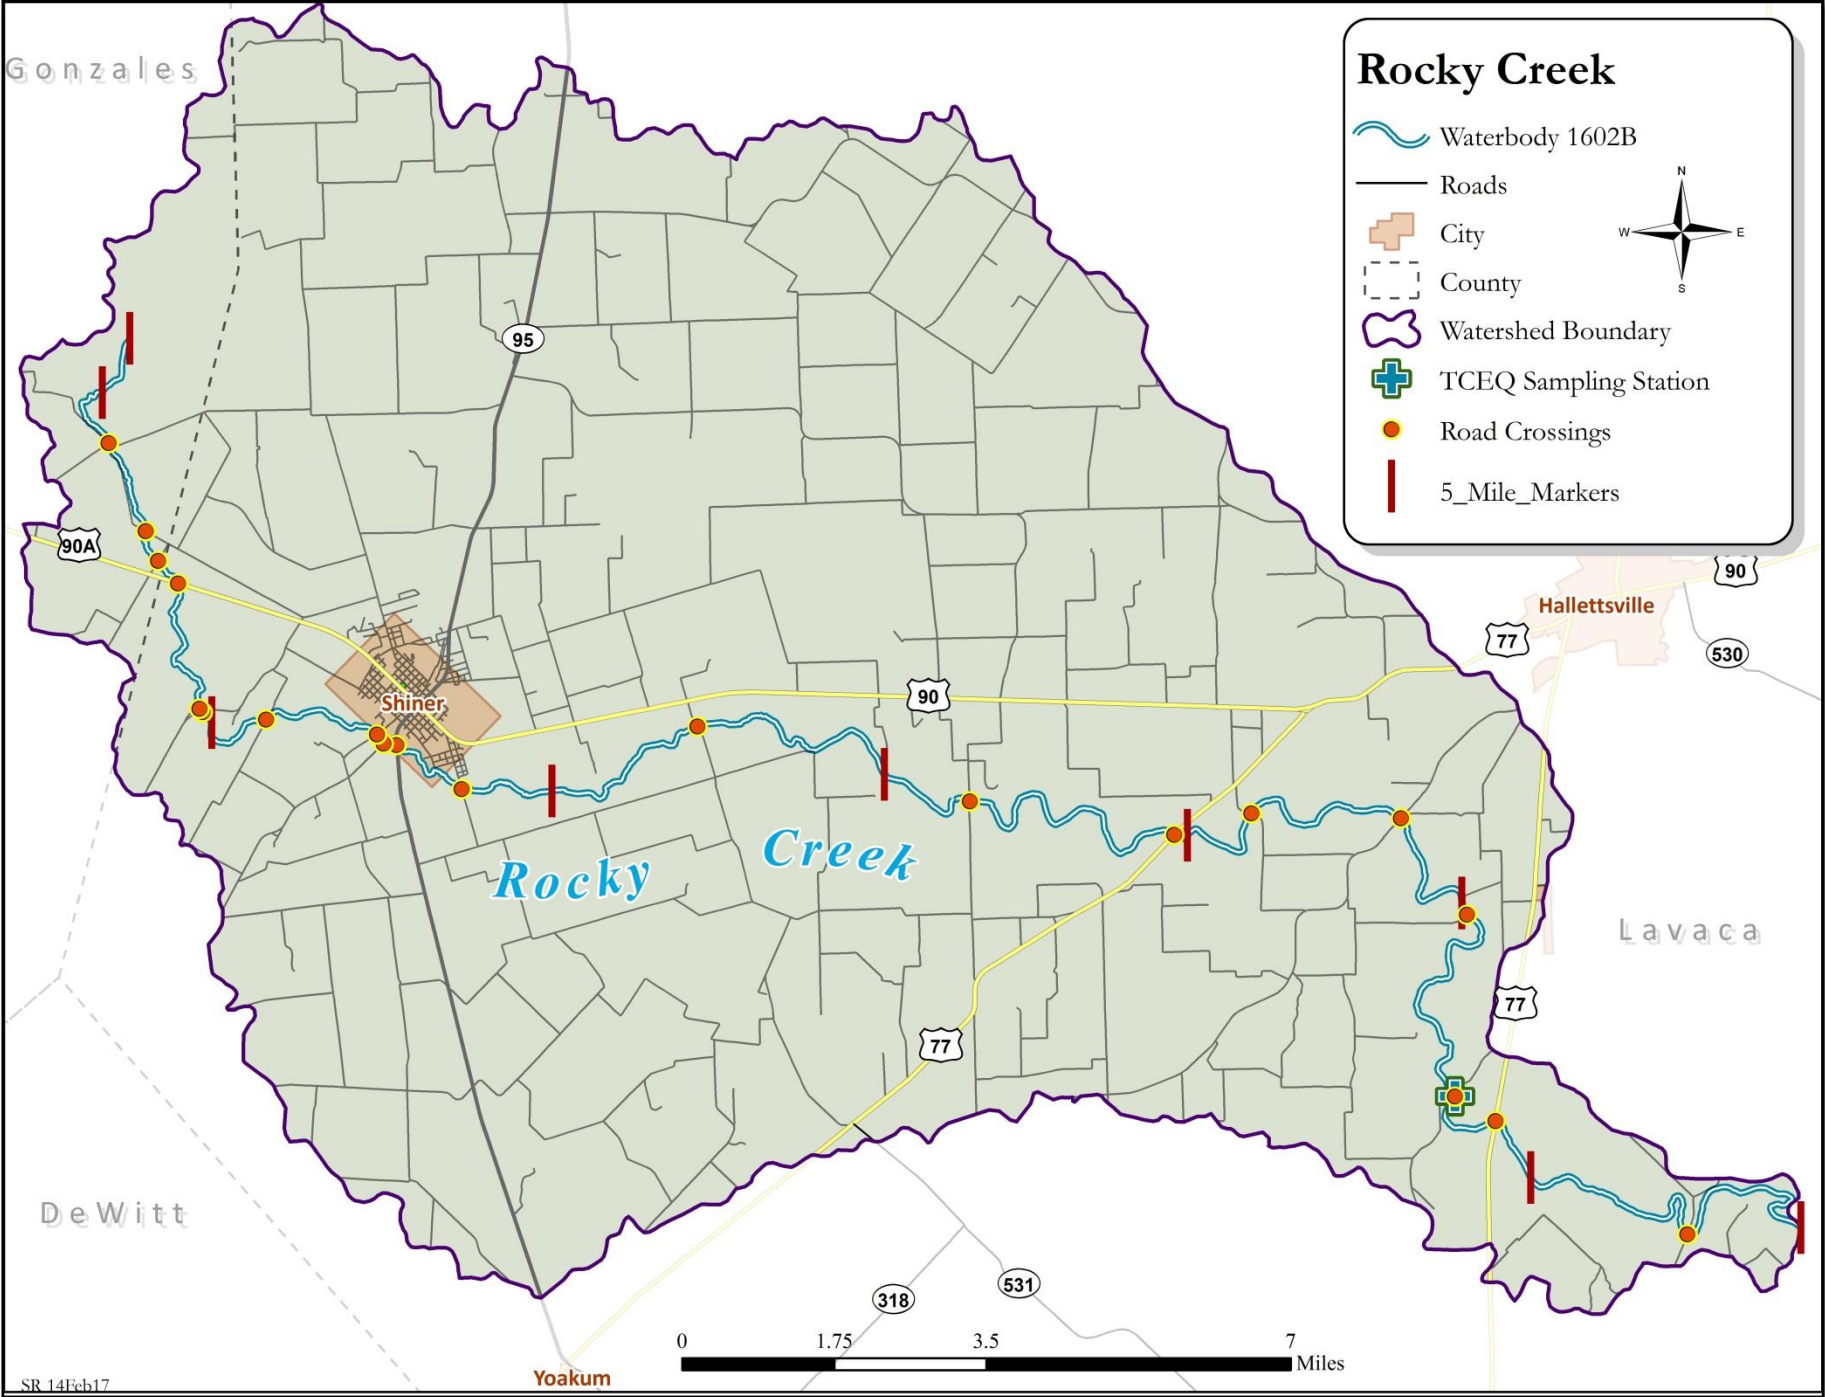 Gonzales
Rocky Creek
Waterbody 1602B
Roads
City
County
Watershed Boundary
TCEQ Sampling Station
Road Crossings
5_Mile_Markers
N
W
E
S
95
90A
90
Hallettsville
77
530
90
Shiner
Rocky
Creek
Lavaca
77
77
DeWitt
318
531
0
1.75
3.5
7
Miles
Yoakum
SR 14Feb17